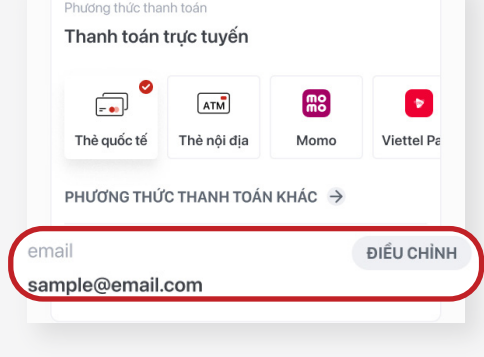 Phương thức thanh toán
Thanh toán trực tuyến
ATM
mo mo
Thẻ quốc tế
Thẻ nội địa
Momo
Viettel Pa
PHƯƠNG THỨC THANH TOÁN KHÁC →
email
ĐIỀU CHỈNH
sample@email.com